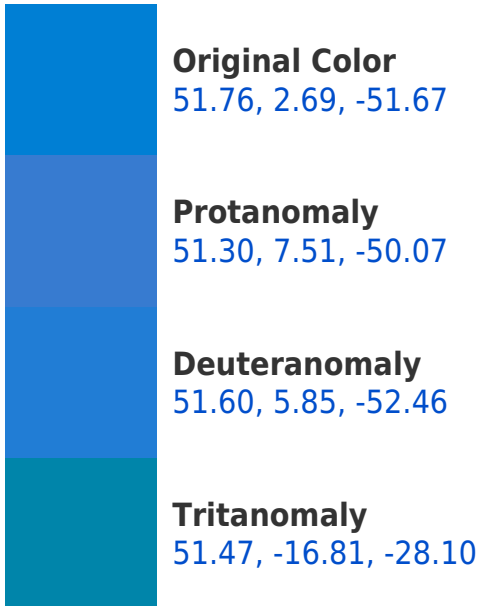 Original Color
51.76, 2.69, -51.67
Protanomaly
51.30, 7.51, -50.07
Deuteranomaly
51.60, 5.85, -52.46
Tritanomaly
51.47, -16.81, -28.10